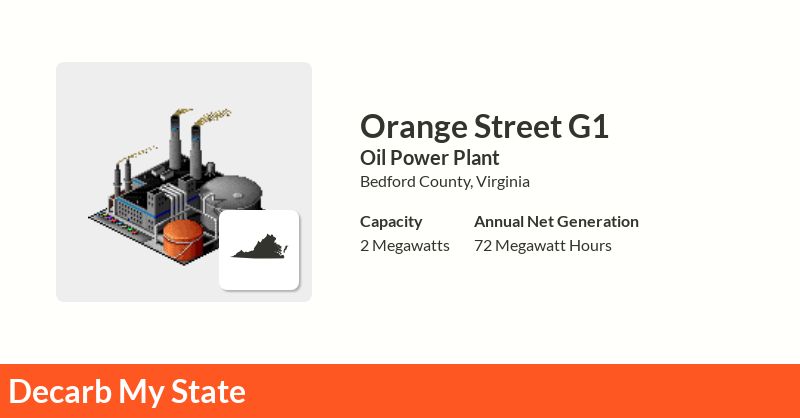 Orange Street G1
Oil Power Plant
Bedford County, Virginia
Capacity Annual Net Generation
2 Megawatts 72 Megawatt Hours
Decarb My State